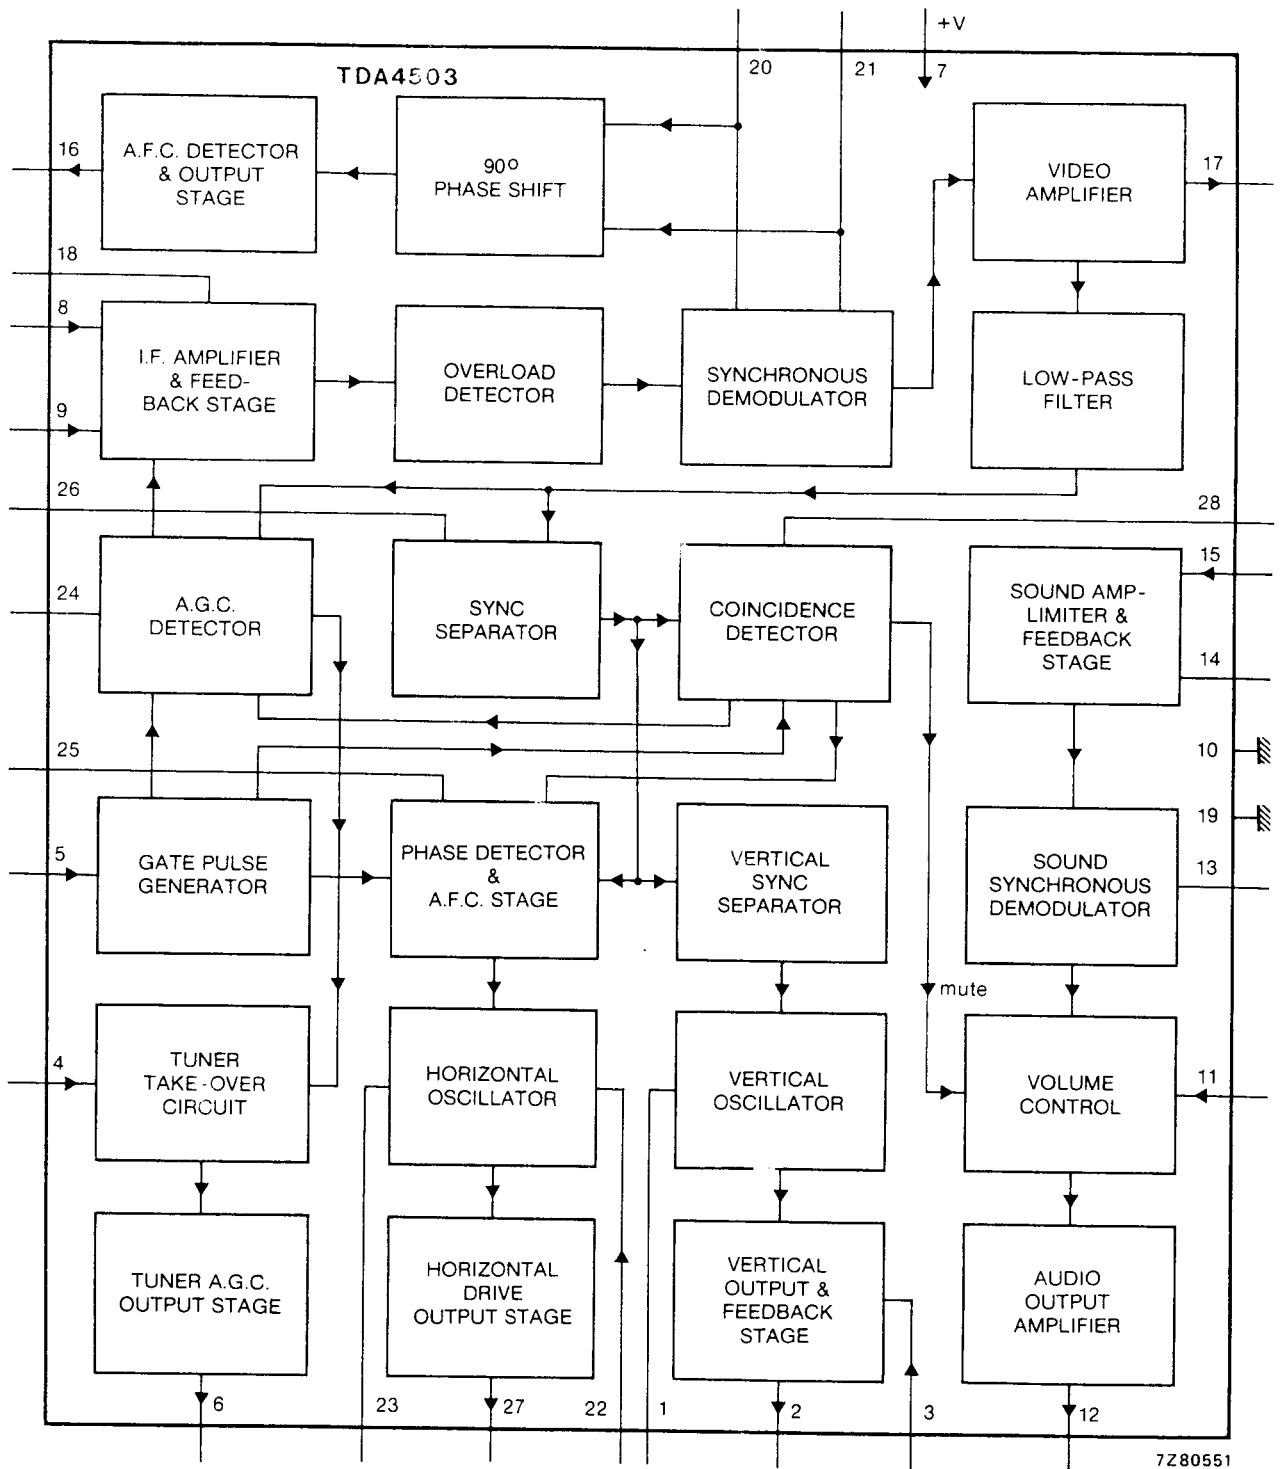 +V
20
21
7
TDA4503
16
A.F.C. DETECTOR
& OUTPUT
STAGE
90°
PHASE SHIFT
VIDEO
AMPLIFIER
17
18
8
I.F. AMPLIFIER
& FEED-
BACK STAGE
9
OVERLOAD
DETECTOR
SYNCHRONOUS
DEMODULATOR
LOW-PASS
FILTER
26
28
24
A.G.C.
DETECTOR
SYNC
SEPARATOR
COINCIDENCE
DETECTOR
15
SOUND AMP-
LIMITER &
FEEDBACK
STAGE
14
25
10
19
5
GATE PULSE
GENERATOR
PHASE DETECTOR
&
A.F.C. STAGE
VERTICAL
SYNC
SEPARATOR
SOUND
SYNCHRONOUS
DEMODULATOR
13
mute
4
TUNER
TAKE-OVER
CIRCUIT
HORIZONTAL
OSCILLATOR
VERTICAL
OSCILLATOR
VOLUME
CONTROL
11
TUNER A.G.C.
OUTPUT STAGE
HORIZONTAL
DRIVE
OUTPUT STAGE
VERTICAL
OUTPUT &
FEEDBACK
STAGE
AUDIO
OUTPUT
AMPLIFIER
6
23
27
22
1
2
3
12
7Z80551